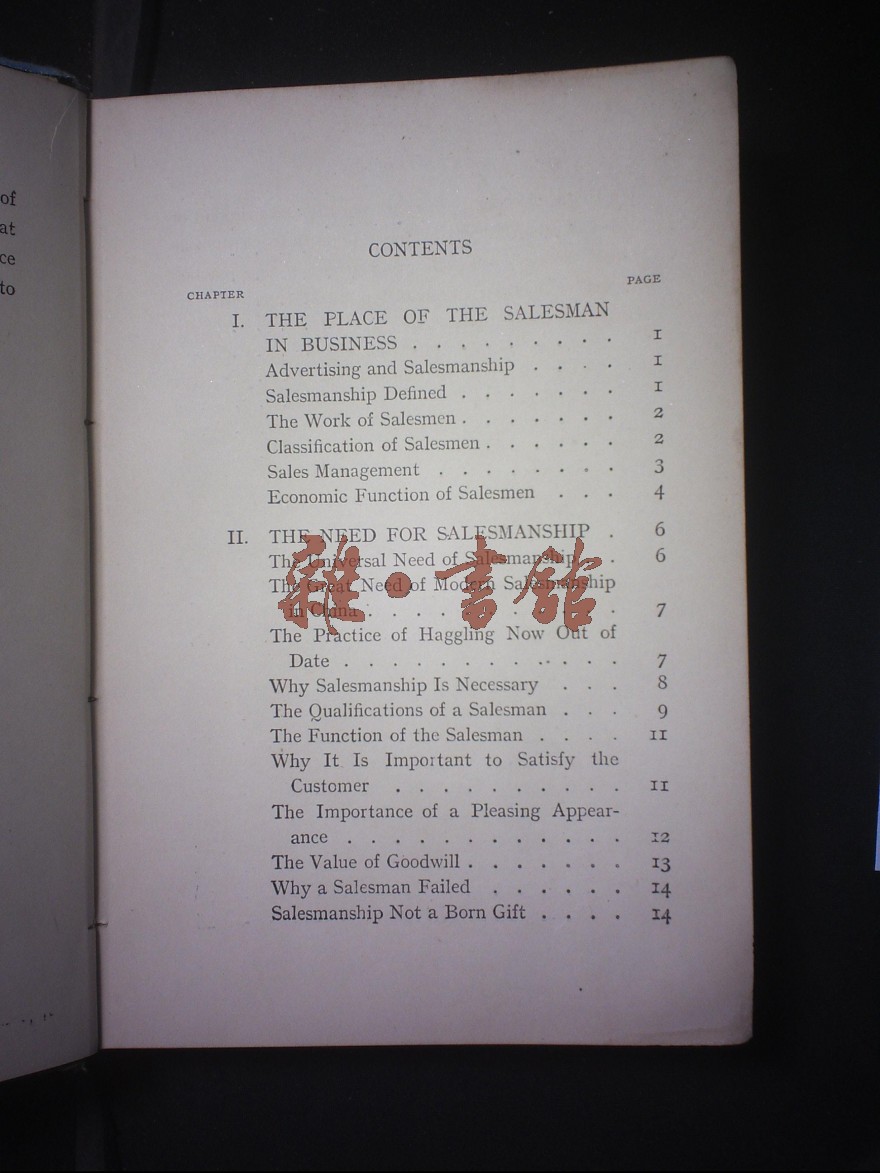 of
at
ce
to
CONTENTS
CHAPTER PAGE
I. THE PLACE OF THE SALESMAN
IN BUSINESS . . . . . . . . . 1
Advertising and Salesmanship . . . . 1
Salesmanship Defined . . . . . . . 1
The Work of Salesmen . . . . . . . 2
Classification of Salesmen . . . . . . 2
Sales Management . . . . . . . . 3
Economic Function of Salesmen . . . 4
II. THE NEED FOR SALESMANSHIP . 6
The Universal Need of Salesmanship . . 6
The Great Need of Modern Salesmanship
in China . . . . . . . . . . . 7
The Practice of Haggling Now Out of
Date . . . . . . . . . . . . 7
Why Salesmanship Is Necessary . . . 8
The Qualifications of a Salesman . . . 9
The Function of the Salesman . . . . 11
Why It Is Important to Satisfy the
Customer . . . . . . . . . . 11
The Importance of a Pleasing Appear-
ance . . . . . . . . . . . . 12
The Value of Goodwill . . . . . . . 13
Why a Salesman Failed . . . . . . 14
Salesmanship Not a Born Gift . . . . 14
雜·書館